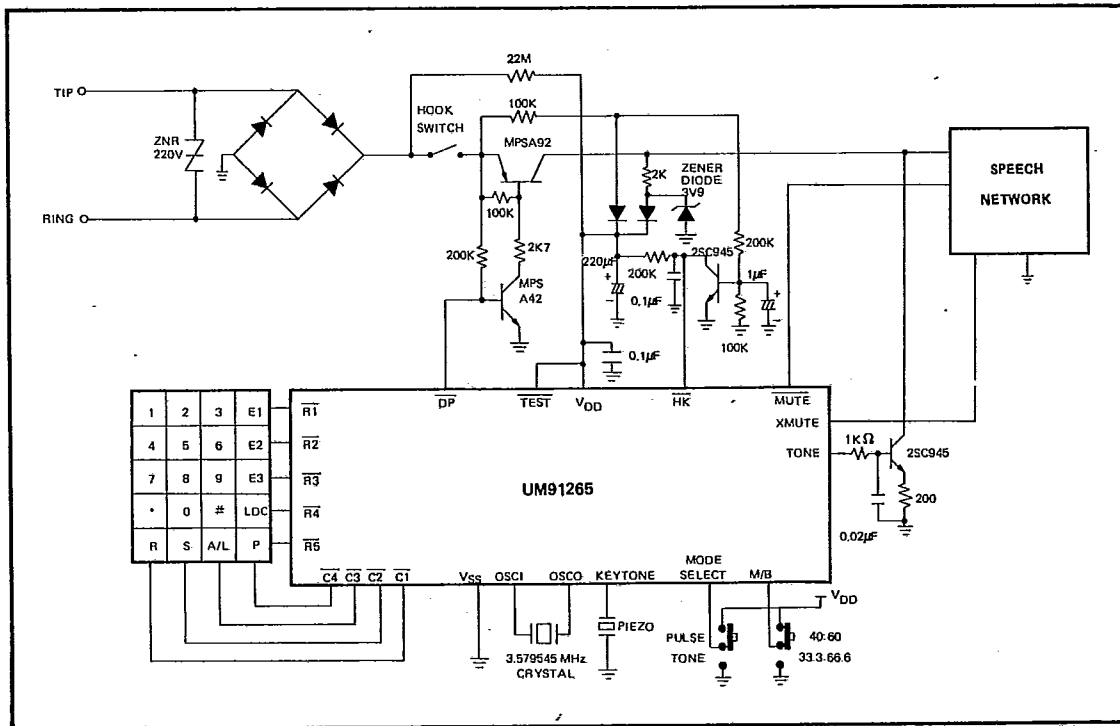 22M
TIP
HOOK
SWITCH
100K
ZNR
220V
MPSA92
2K
ZENER
DIODE
3V9
SPEECH
NETWORK
RING
100K
200K
2K7
220µF
200K
2SC945
200K
1µF
MPS
A42
0.1µF
+
-
+
-
100K
0.1µF
DP
TEST
VDD
HK
MUTE
XMUTE
TONE
1KΩ
2SC945
200
0.02µF
1 2 3 E1 R1
4 5 6 E2 R2
7 8 9 E3 R3
* 0 # LDC R4
R S A/L P R5
UM91265
C4 C3 C2 C1
VSS OSCI OSCO KEYTONE
MODE
SELECT
M/B
VDD
PIEZO
3.579545 MHz
CRYSTAL
PULSE
TONE
40:60
33.3:66.6